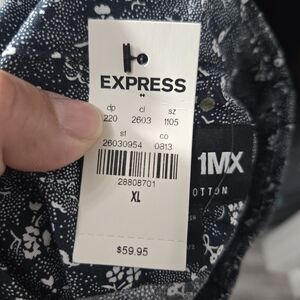 EXPRESS
dp cl sz
220 2603 1105
st co
26030954 0813
28808701
XL
$59.95
1MX
OTTON